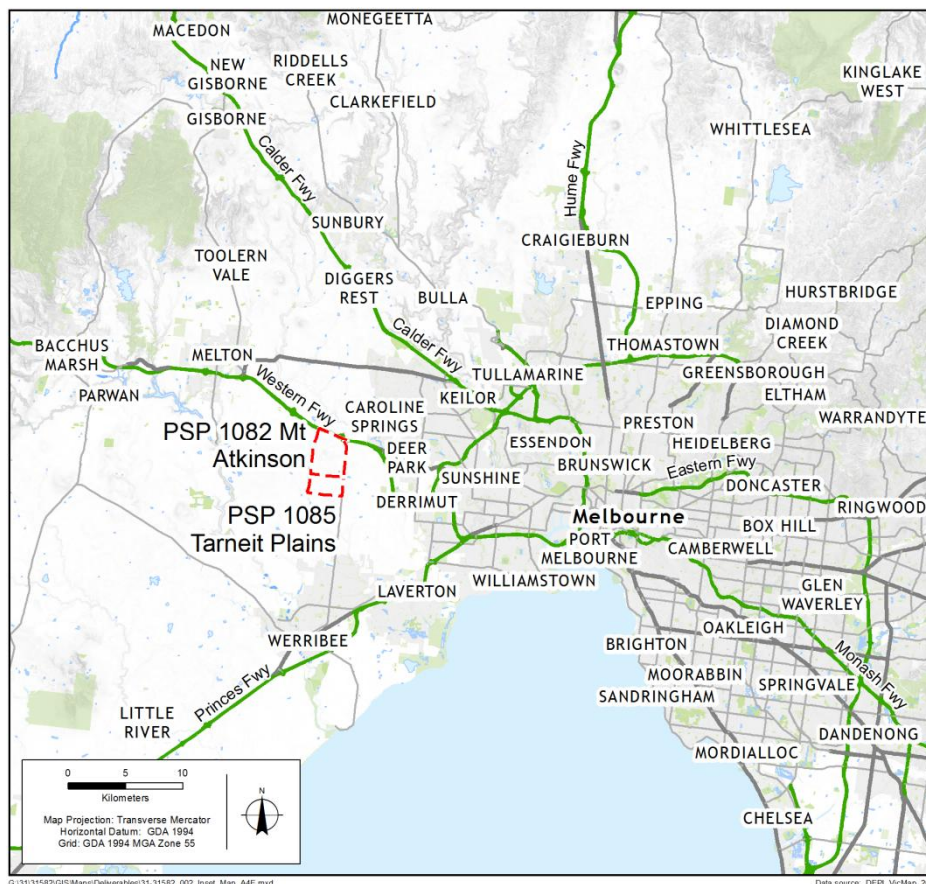 MONEGEETTA
MACEDON
RIDDELLS
CREEK
NEW
GISBORNE
KINGLAKE
WEST
CLARKEFIELD
GISBORNE
WHITTLESEA
Calder Fwy
Hume Fwy
SUNBURY
CRAIGIEBURN
TOOLERN
VALE
DIGGERS
REST
BULLA
HURSTBRIDGE
EPPING
Calder Fwy
DIAMOND
CREEK
BACCHUS
MARSH
MELTON
THOMASTOWN
TULLAMARINE
GREENSBOROUGH
PARWAN
Western Fwy
KEILOR
ELTHAM
CAROLINE
SPRINGS
PRESTON
WARRANDYTE
PSP 1082 Mt
Atkinson
ESSENDON
HEIDELBERG
DEER
PARK
BRUNSWICK
Eastern Fwy
SUNSHINE
DONCASTER
DERRIMUT
RINGWOOD
PSP 1085
Tarneit Plains
Melbourne
BOX HILL
PORT
MELBOURNE
CAMBERWELL
WILLIAMSTOWN
LAVERTON
GLEN
WAVERLEY
OAKLEIGH
WERRIBEE
BRIGHTON
Monash Fwy
MOORABBIN
SPRINGVALE
Princes Fwy
SANDRINGHAM
LITTLE
RIVER
DANDENONG
MORDIALLOC
CHELSEA
0 5 10
Kilometers
N
Map Projection: Transverse Mercator
Horizontal Datum: GDA 1994
Grid: GDA 1994 MGA Zone 55